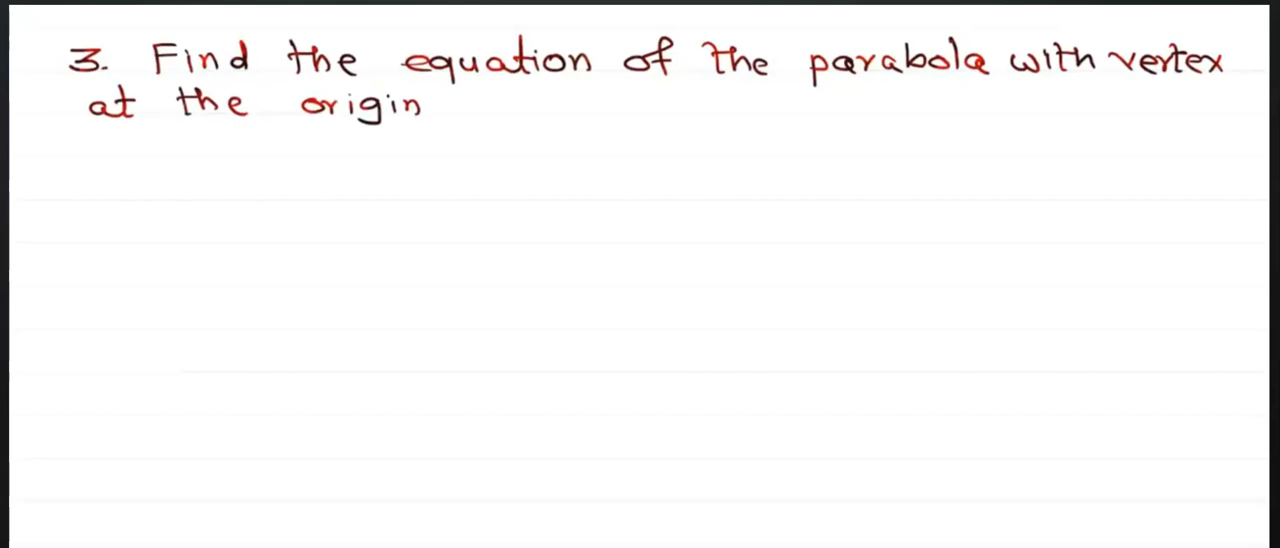 3. Find the equation of the parabola with vertex
at the origin